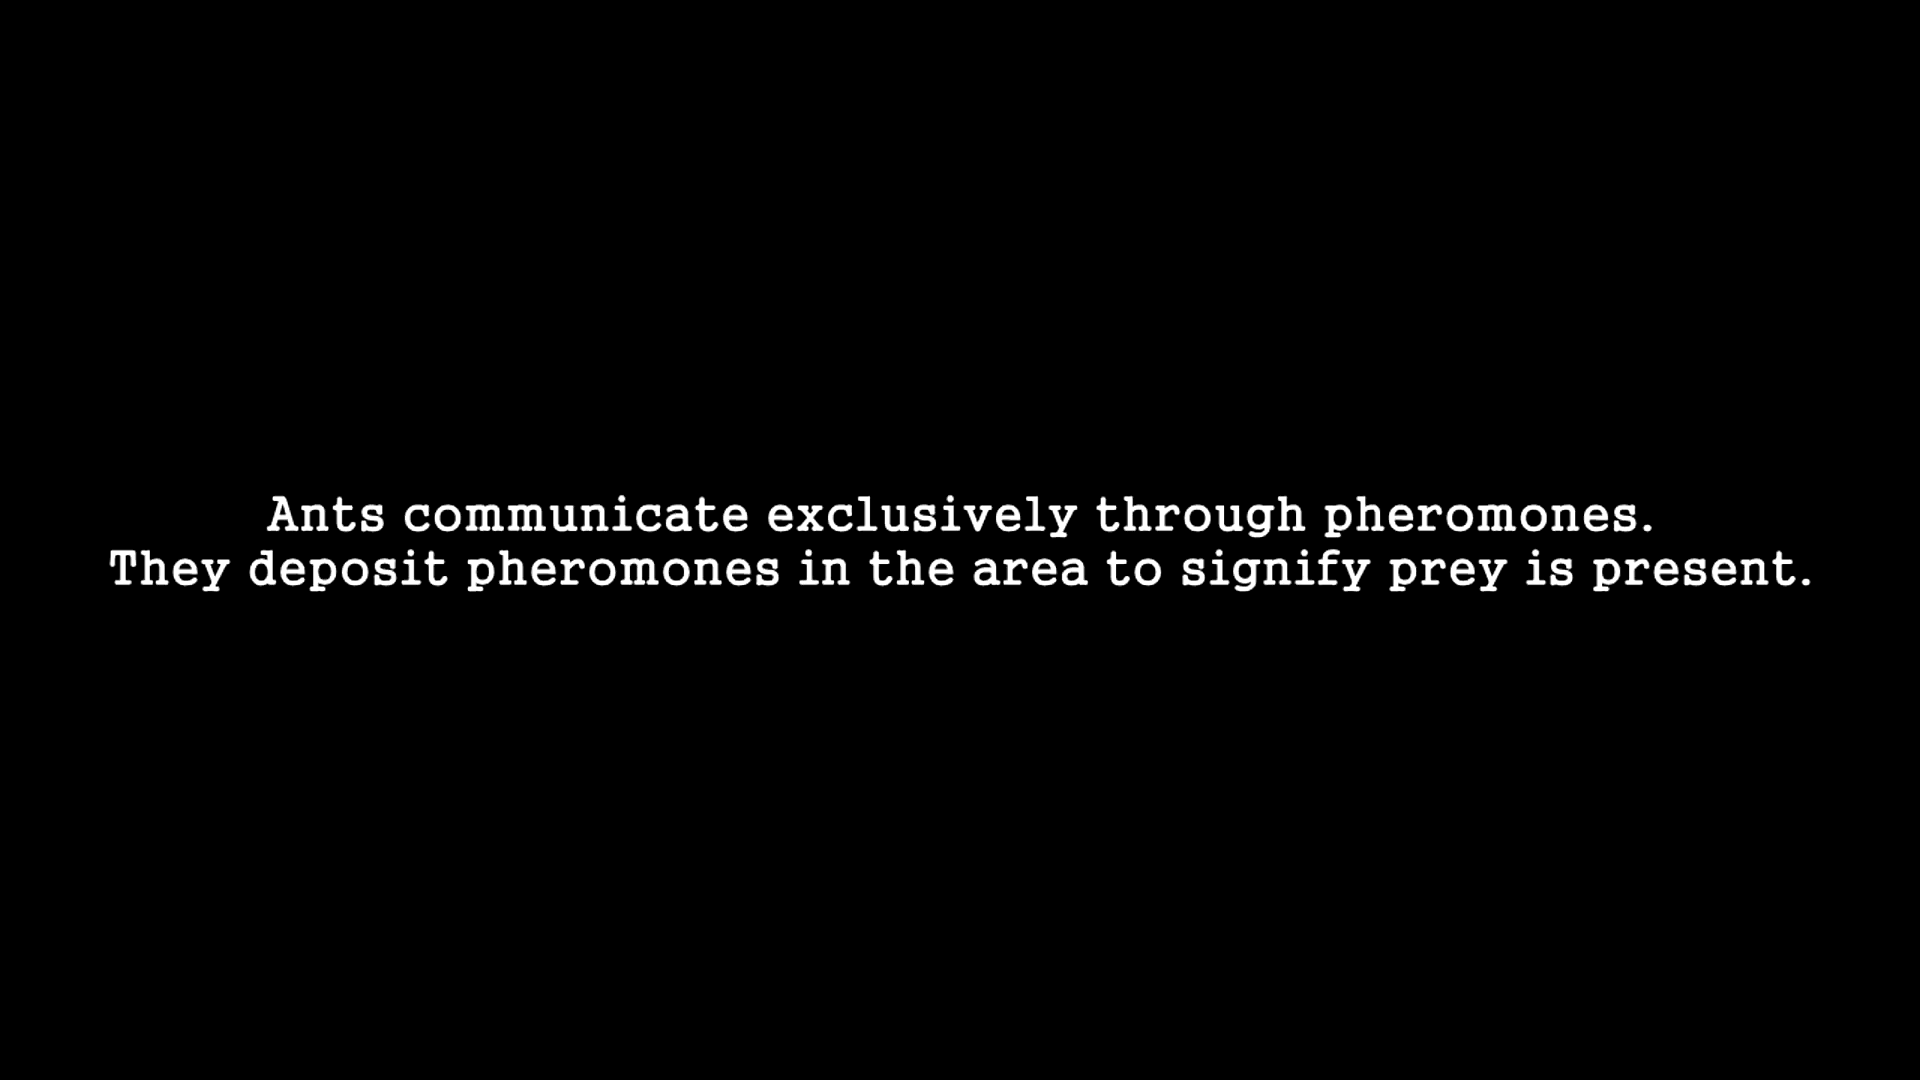 Ants communicate exclusively through pheromones.
They deposit pheromones in the area to signify prey is present.